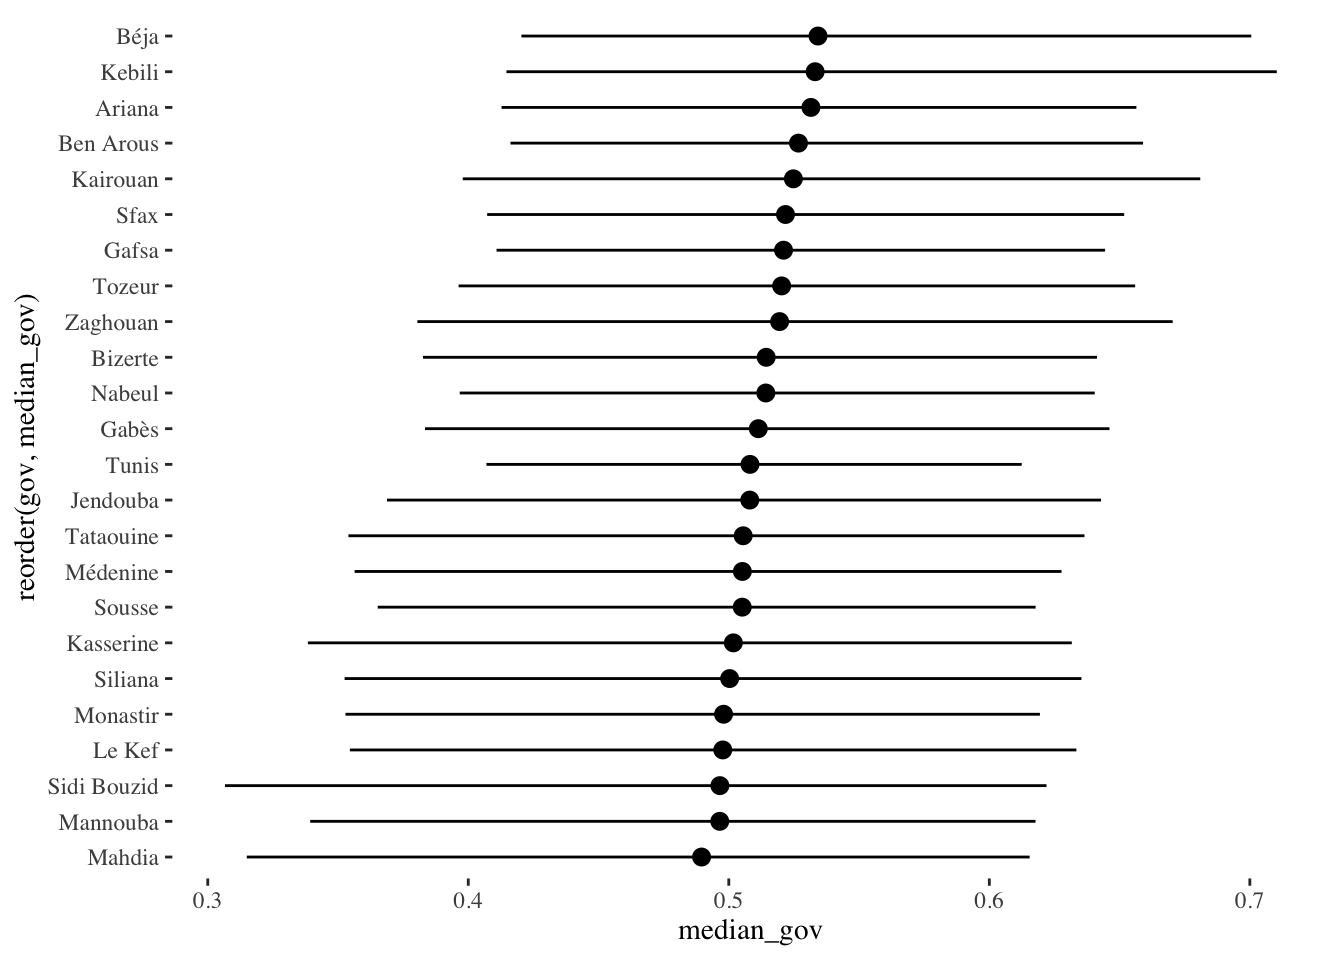 Béja
Kebili
Ariana
Ben Arous
Kairouan
Sfax
Gafsa
Tozeur
Zaghouan
Bizerte
Nabeul
Gabès
Tunis
Jendouba
Tataouine
Médenine
Sousse
Kasserine
Siliana
Monastir
Le Kef
Sidi Bouzid
Mannouba
Mahdia
reorder(gov, median_gov)
0.3 0.4 0.5 0.6 0.7
median_gov